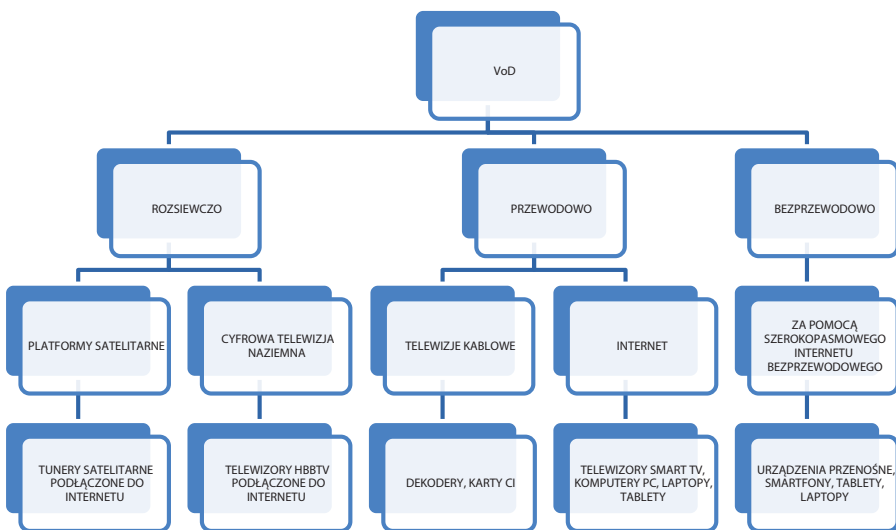 VoD
ROZSIEWCZO
PRZEWODOWO
BEZPRZEWODOWO
PLATFORMY SATELITARNE
CYFROWA TELEWIZJA
NAZIEMNA
TELEWIZJE KABLOWE
INTERNET
ZA POMOCĄ
SZEROKOPASMOWEGO
INTERNETU
BEZPRZEWODOWEGO
TUNERY SATELITARNE
PODŁĄCZONE DO
INTERNETU
TELEWIZORY HBBTV
PODŁĄCZONE DO
INTERNETU
DEKODERY, KARTY CI
TELEWIZORY SMART TV,
KOMPUTERY PC, LAPTOPY,
TABLETY
URZĄDZENIA PRZENOŚNE,
SMARTFONY, TABLETY,
LAPTOPY